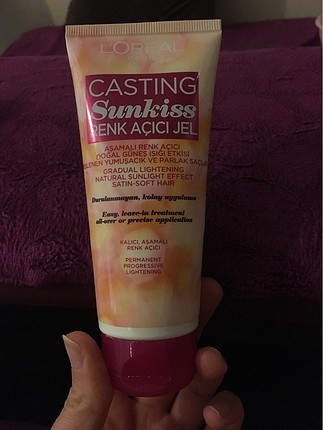 L'ORÉAL
CASTING
Sunkiss
RENK AÇICI JEL
AŞAMALI RENK AÇICI
DOĞAL GÜNEŞ IŞIĞI ETKİSİ
YUMUŞACIK VE PARLAK
GRADUAL LIGHTENING
NATURAL SUNLIGHT EFFECT
SATIN-SOFT HAIR
Durulanmayan, kolay uygulama
Easy, leave-in treatment
all-over or precise application
KALICI, AŞAMALI
RENK AÇICI
PERMANENT
PROGRESSIVE
LIGHTENING